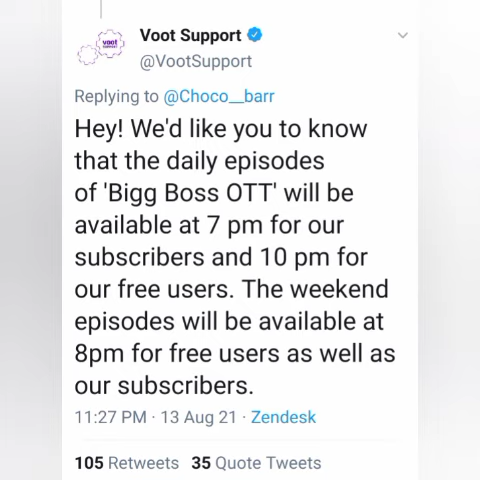 Voot Support
@VootSupport
voot
SUPPORT
Replying to @Choco__barr
Hey! We'd like you to know
that the daily episodes
of 'Bigg Boss OTT' will be
available at 7 pm for our
subscribers and 10 pm for
our free users. The weekend
episodes will be available at
8pm for free users as well as
our subscribers.
11:27 PM · 13 Aug 21 · Zendesk
105 Retweets 35 Quote Tweets